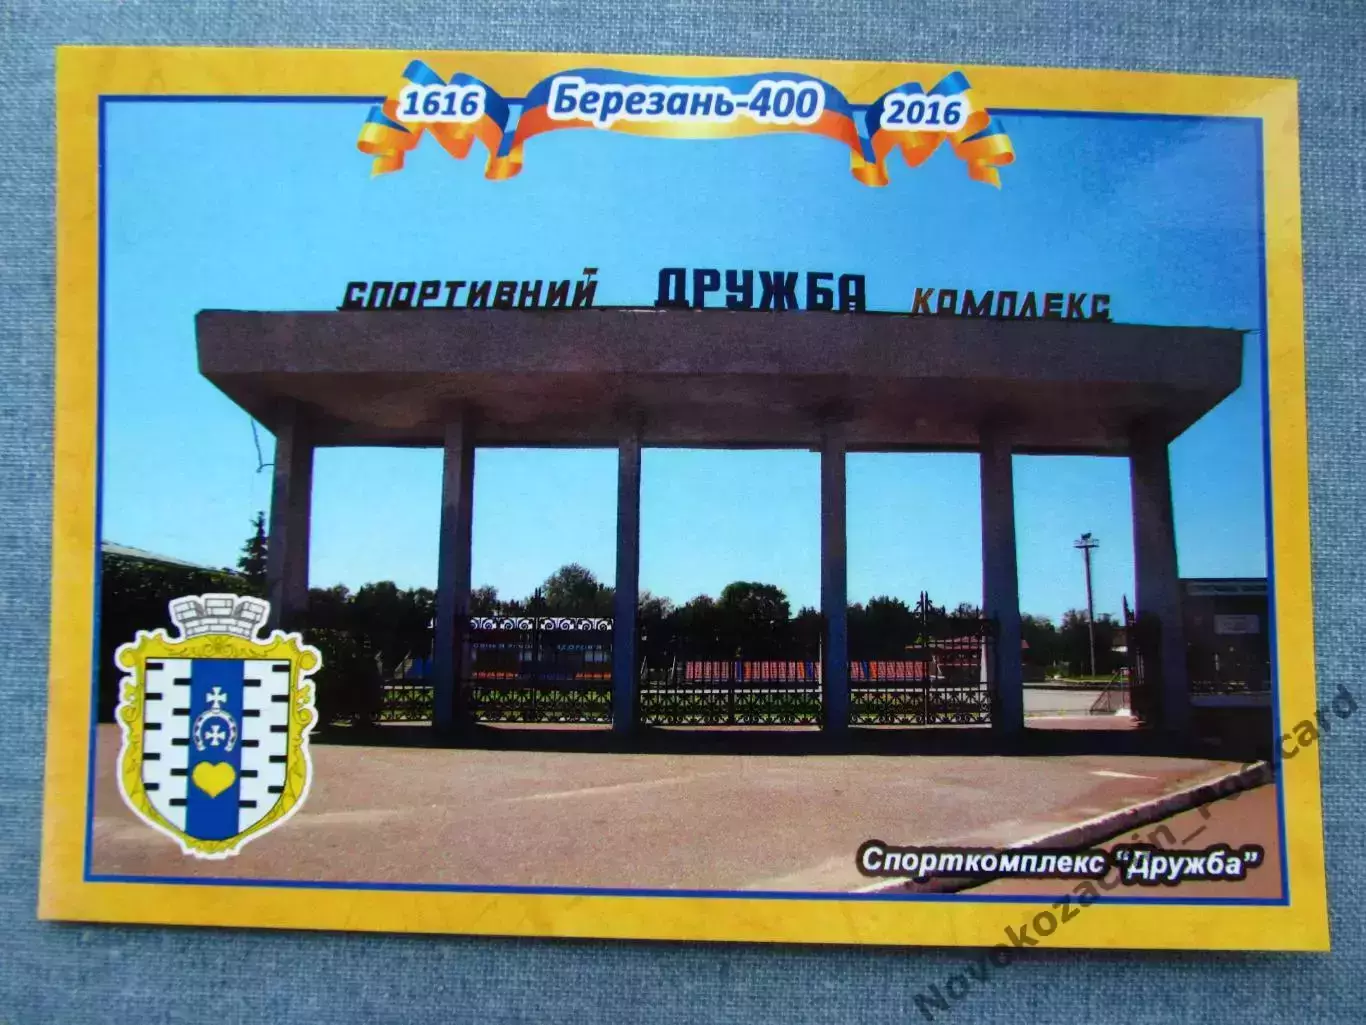 1616 Березань-400 2016
СПОРТИВНИЙ ДРУЖБА КОМПЛЕКС
Спорткомплекс "Дружба"